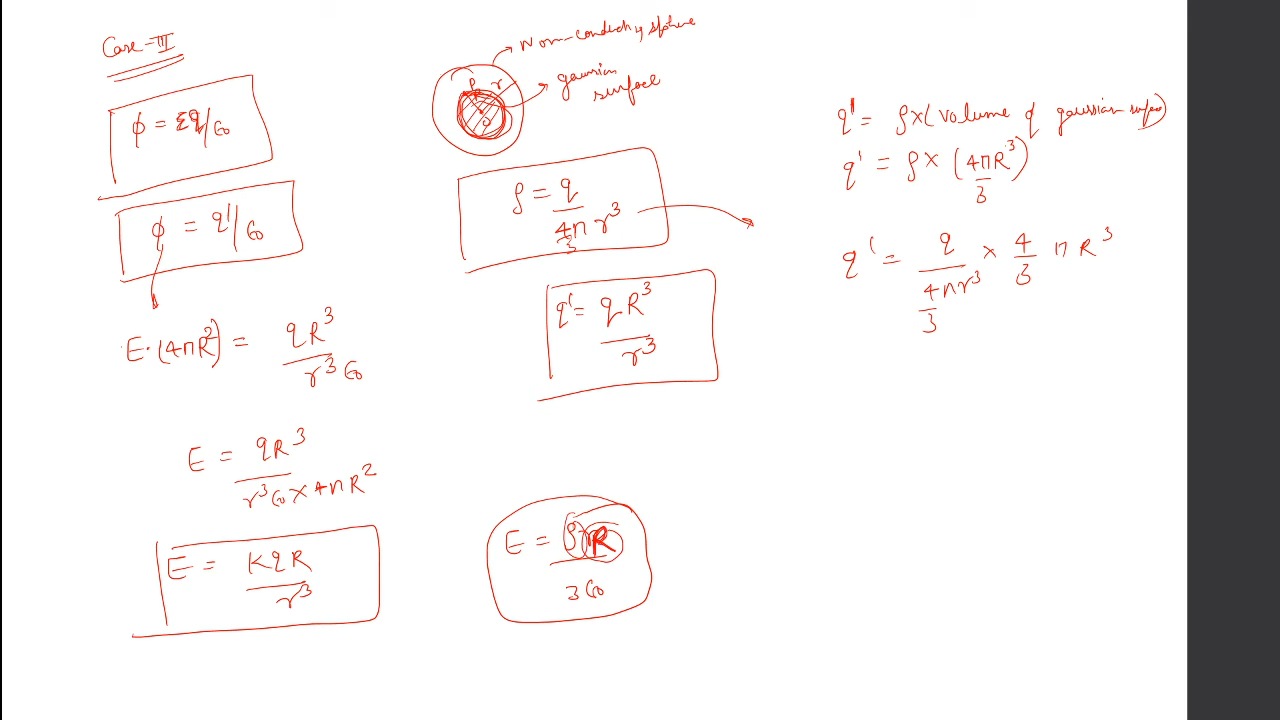 Case-III
ϕ = Σq/ε₀
ϕ = q'/ε₀
E·(4πR²) = qR³/r³ε₀
E = qR³/r³ε₀×4πR²
E = KqR/r³
Non-conducting sphere
gaussian surface
P
r
O
ρ = q/(4/3 πr³)
q' = qR³/r³
E = ρR/3ε₀
q' = ρ×(volume of gaussian surface)
q' = ρ× (4πR³/3)
q' = q/(4/3 πr³) × 4/3 πR³